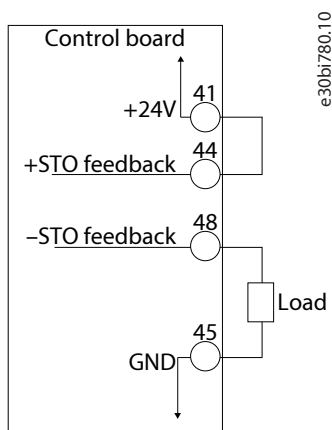 Control board
e30bi780.10
41
+24V
44
+STO feedback
48
–STO feedback
Load
45
GND